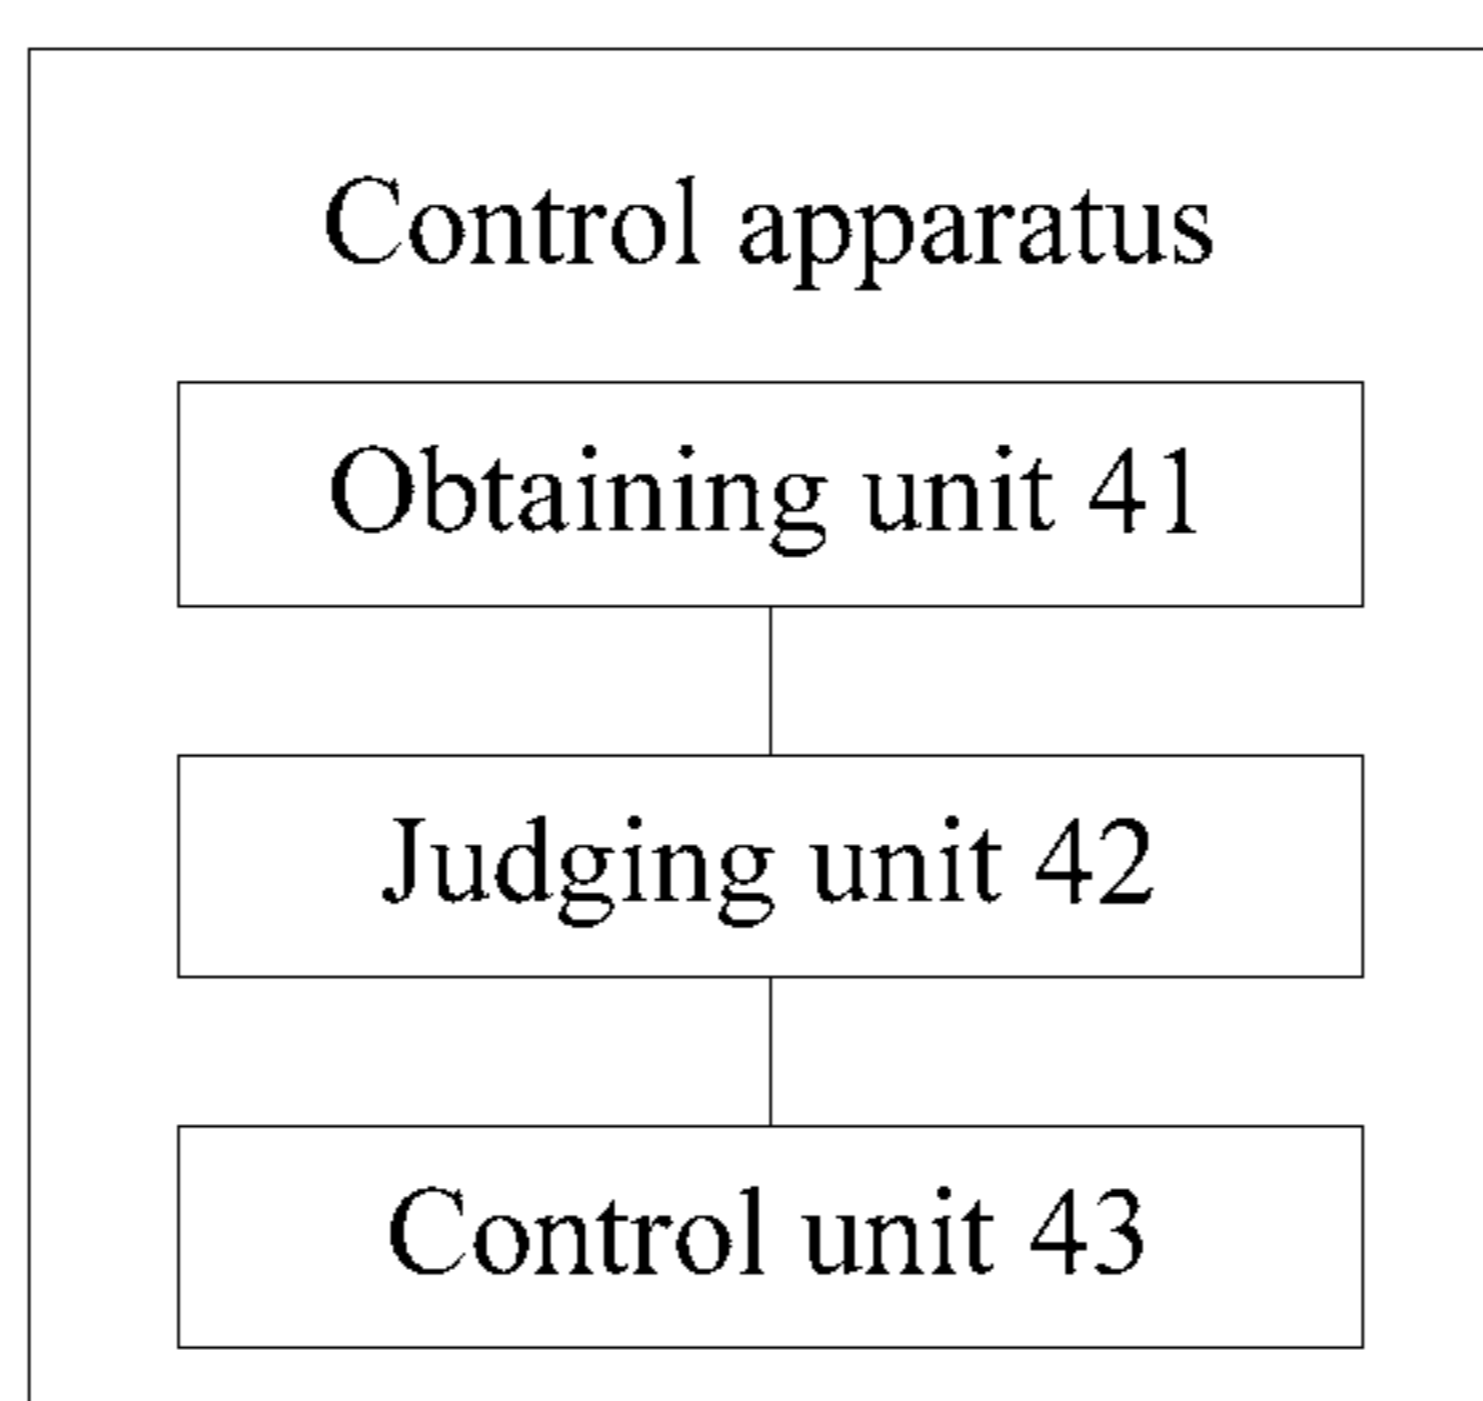 Control apparatus
Obtaining unit 41
Judging unit 42
Control unit 43